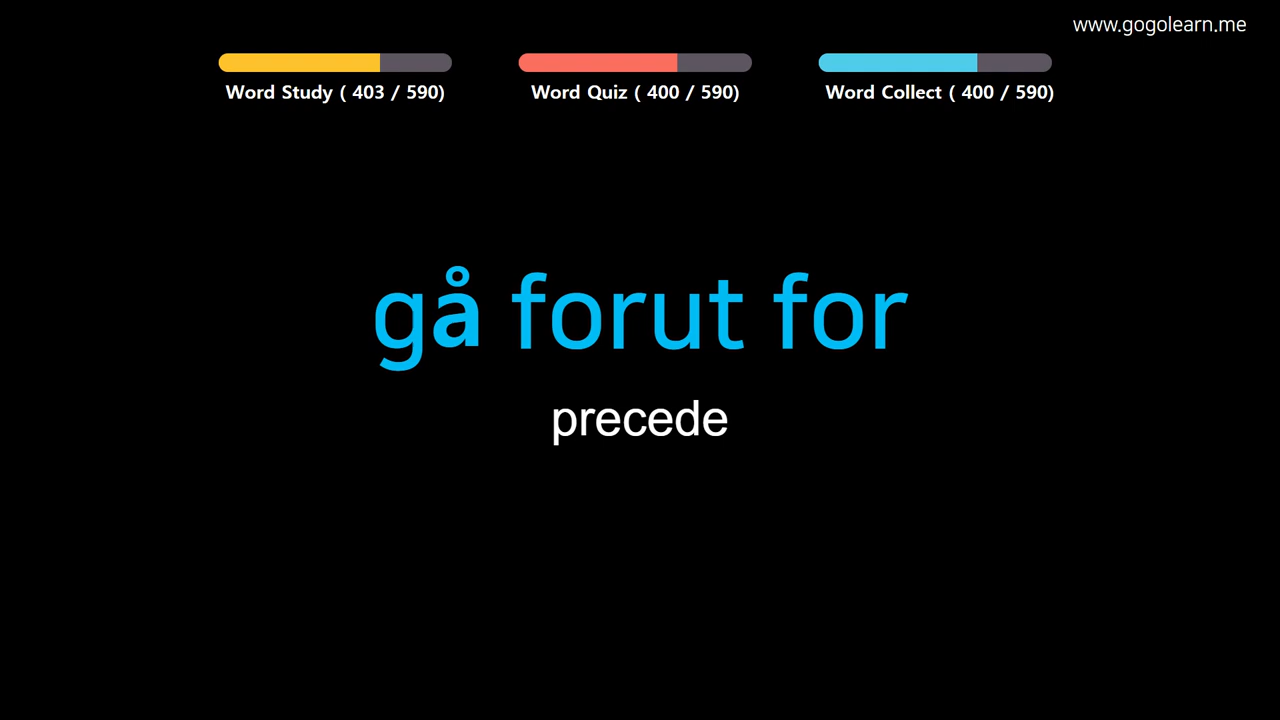 www.gogolearn.me
Word Study ( 403 / 590)
Word Quiz ( 400 / 590)
Word Collect ( 400 / 590)
gå forut for
precede